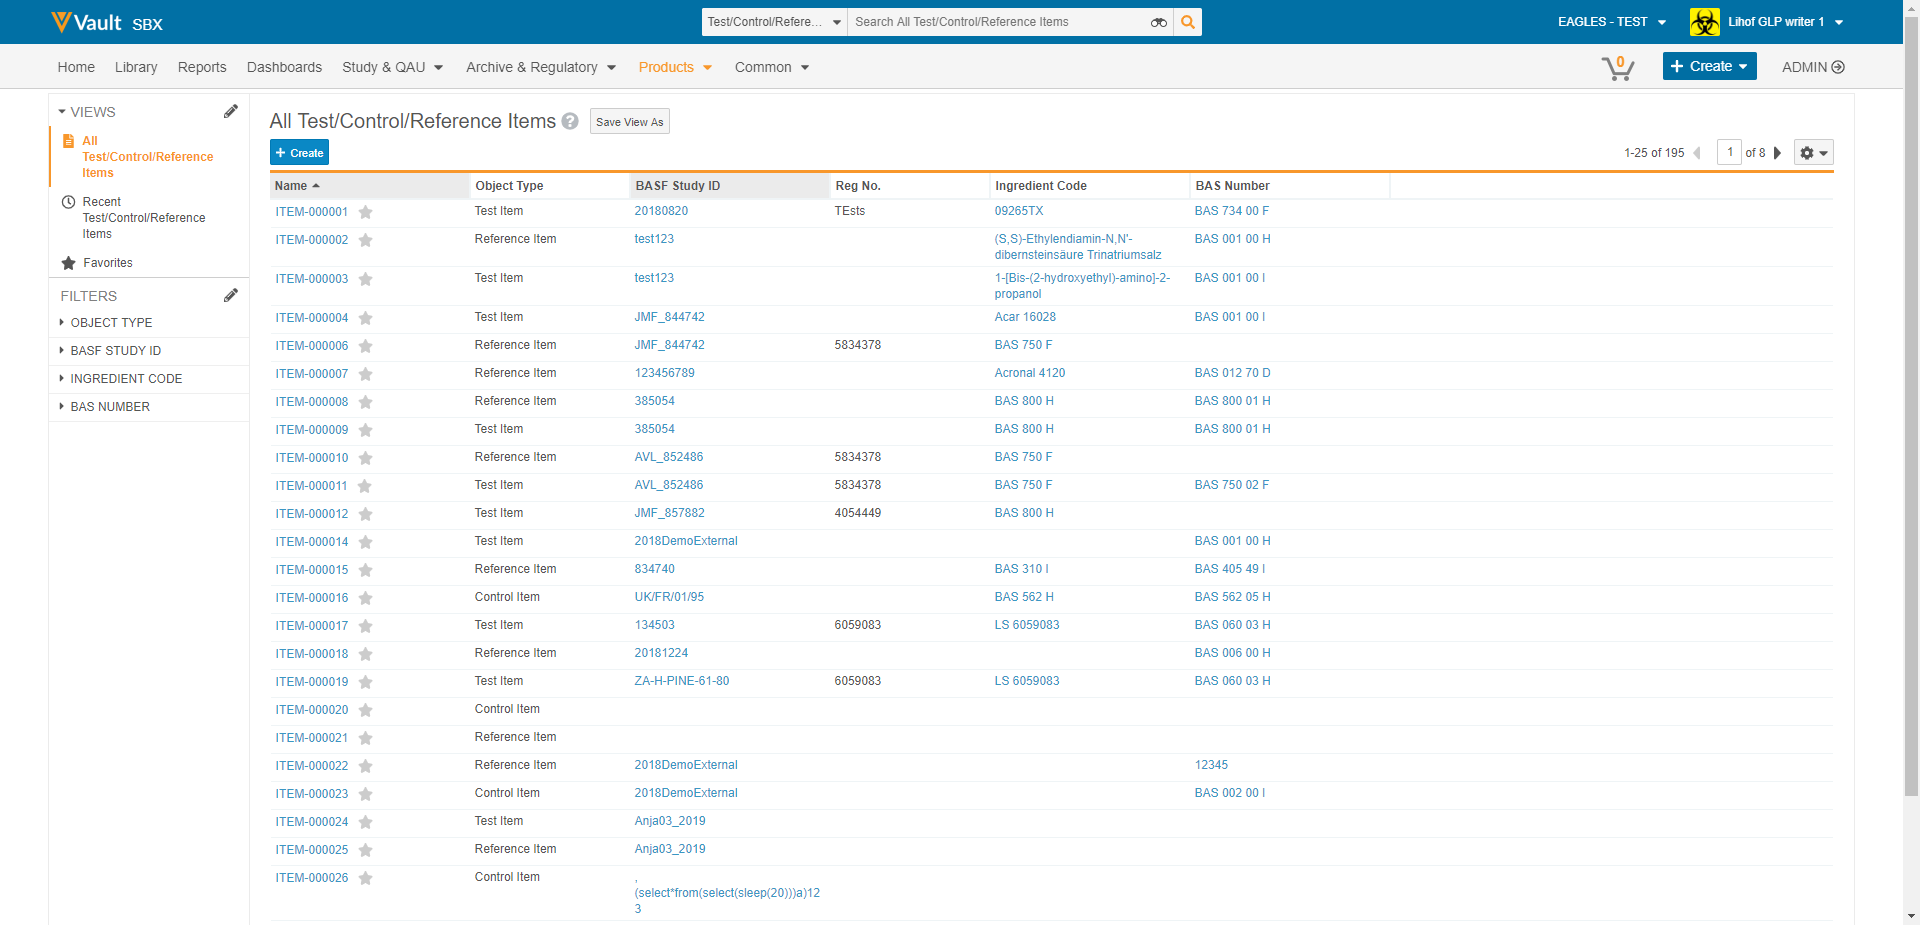 Vault SBX
Test/Control/Refere... Search All Test/Control/Reference Items
EAGLES - TEST Lihof GLP writer 1
Home Library Reports Dashboards Study & QAU Archive & Regulatory Products Common 0 + Create ADMIN
VIEWS
All
Test/Control/Reference
Items
Recent
Test/Control/Reference
Items
Favorites
FILTERS
OBJECT TYPE
BASF STUDY ID
INGREDIENT CODE
BAS NUMBER
All Test/Control/Reference Items ? Save View As
+ Create 1-25 of 195 1 of 8
Name Object Type BASF Study ID Reg No. Ingredient Code BAS Number
ITEM-000001 Test Item 20180820 TEsts 09265TX BAS 734 00 F
ITEM-000002 Reference Item test123 (S,S)-Ethylendiamin-N,N'- BAS 001 00 H
dibernsteinsäure Trinatriumsalz
ITEM-000003 Test Item test123 1-[Bis-(2-hydroxyethyl)-amino]-2- BAS 001 00 I
propanol
ITEM-000004 Test Item JMF_844742 Acar 16028 BAS 001 00 I
ITEM-000006 Reference Item JMF_844742 5834378 BAS 750 F
ITEM-000007 Reference Item 123456789 Acronal 4120 BAS 012 70 D
ITEM-000008 Reference Item 385054 BAS 800 H BAS 800 01 H
ITEM-000009 Test Item 385054 BAS 800 H BAS 800 01 H
ITEM-000010 Reference Item AVL_852486 5834378 BAS 750 F
ITEM-000011 Test Item AVL_852486 5834378 BAS 750 F BAS 750 02 F
ITEM-000012 Test Item JMF_857882 4054449 BAS 800 H
ITEM-000014 Test Item 2018DemoExternal BAS 001 00 H
ITEM-000015 Reference Item 834740 BAS 310 I BAS 405 49 I
ITEM-000016 Control Item UK/FR/01/95 BAS 562 H BAS 562 05 H
ITEM-000017 Test Item 134503 6059083 LS 6059083 BAS 060 03 H
ITEM-000018 Reference Item 20181224 BAS 006 00 H
ITEM-000019 Test Item ZA-H-PINE-61-80 6059083 LS 6059083 BAS 060 03 H
ITEM-000020 Control Item
ITEM-000021 Reference Item
ITEM-000022 Reference Item 2018DemoExternal 12345
ITEM-000023 Control Item 2018DemoExternal BAS 002 00 I
ITEM-000024 Test Item Anja03_2019
ITEM-000025 Reference Item Anja03_2019
ITEM-000026 Control Item ,
(select*from(select(sleep(20)))a)12
3